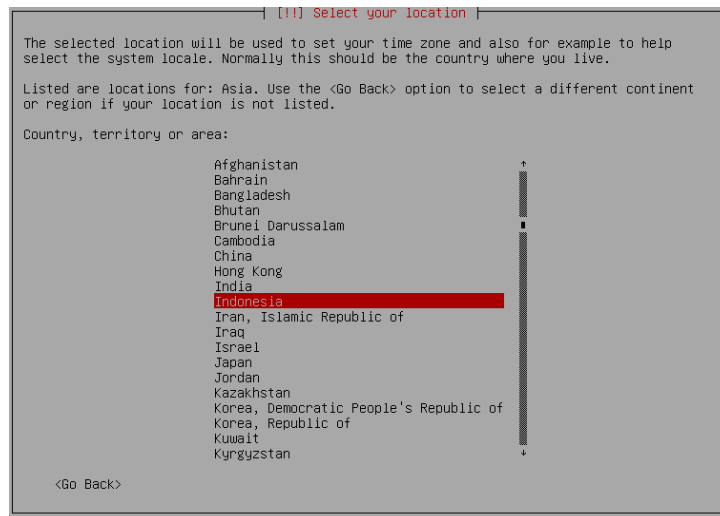 [!!] Select your location
The selected location will be used to set your time zone and also for example to help
select the system locale. Normally this should be the country where you live.
Listed are locations for: Asia. Use the <Go Back> option to select a different continent
or region if your location is not listed.
Country, territory or area:
Afghanistan
Bahrain
Bangladesh
Bhutan
Brunei Darussalam
Cambodia
China
Hong Kong
India
Indonesia
Iran, Islamic Republic of
Iraq
Israel
Japan
Jordan
Kazakhstan
Korea, Democratic People's Republic of
Korea, Republic of
Kuwait
Kyrgyzstan
<Go Back>